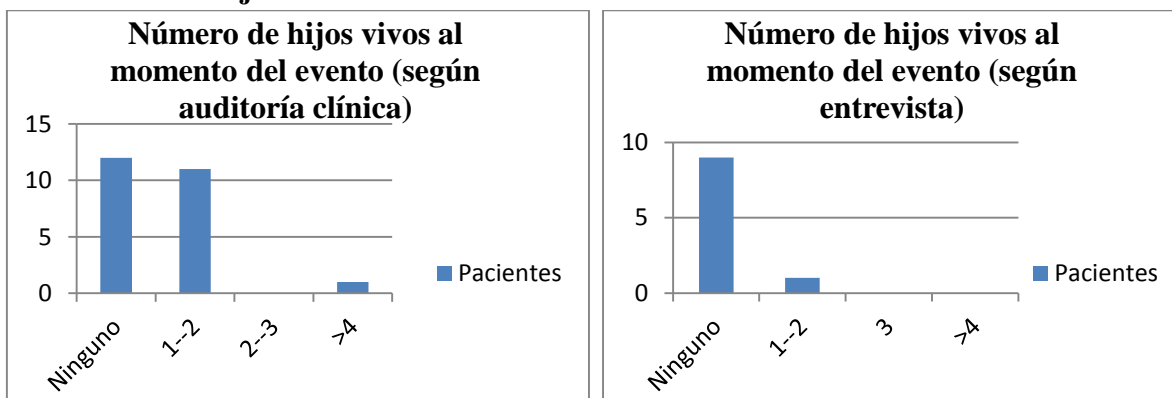 Número de hijos vivos al
momento del evento (según
auditoría clínica)
15
10
5
0
Ninguno
1--2
2--3
>4
Pacientes
Número de hijos vivos al
momento del evento (según
entrevista)
10
5
0
Ninguno
1--2
3
>4
Pacientes